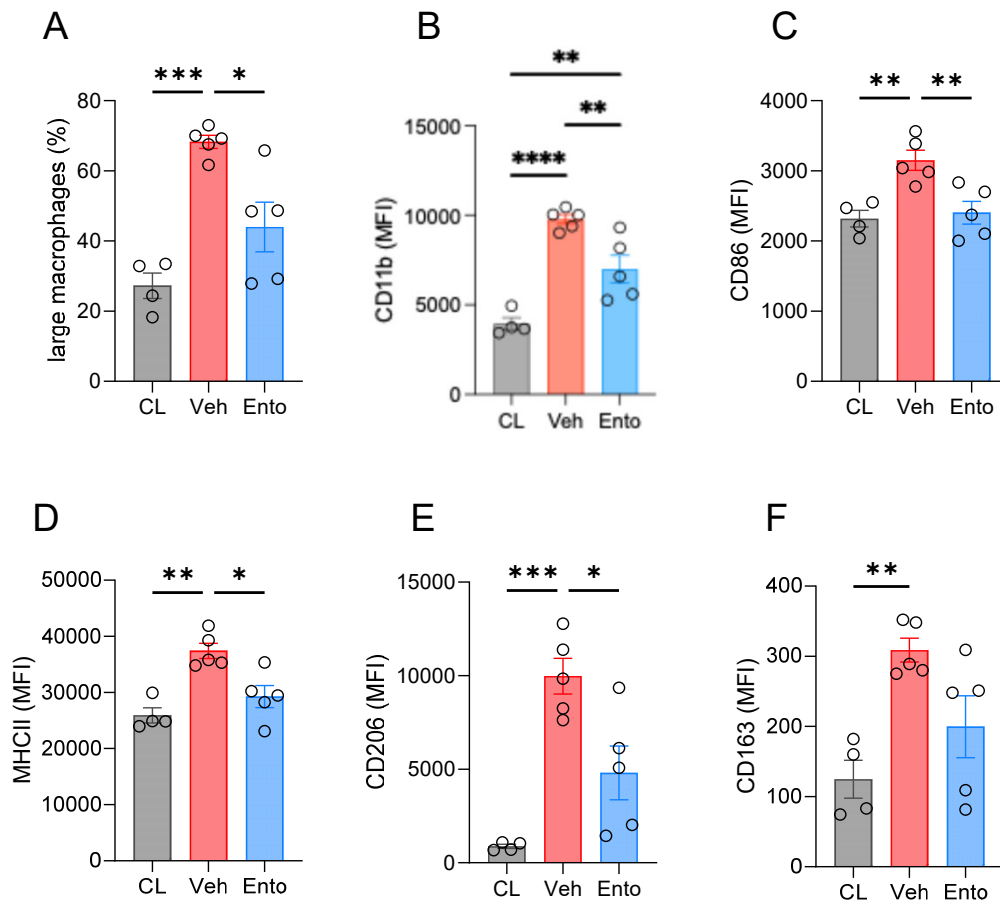 A
large macrophages (%)
*** *
80
60
40
20
0
CL Veh Ento
B
CD11b (MFI)
**
**
****
15000
10000
5000
0
CL Veh Ento
C
CD86 (MFI)
** **
4000
3000
2000
1000
0
CL Veh Ento
D
MHCII (MFI)
** *
50000
40000
30000
20000
10000
0
CL Veh Ento
E
CD206 (MFI)
*** *
15000
10000
5000
0
CL Veh Ento
F
CD163 (MFI)
**
400
300
200
100
0
CL Veh Ento